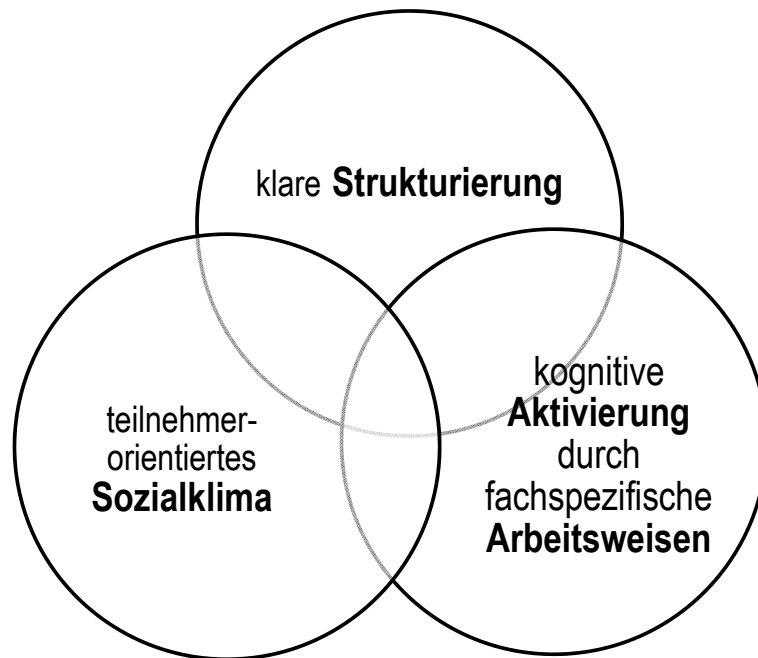 klare Strukturierung
teilnehmer-
orientiertes
Sozialklima
kognitive
Aktivierung
durch
fachspezifische
Arbeitsweisen